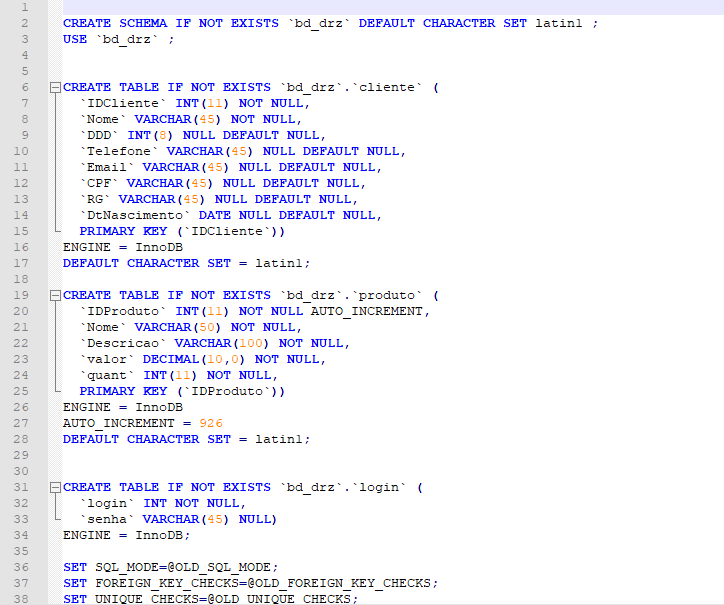 1
2 CREATE SCHEMA IF NOT EXISTS `bd_drz` DEFAULT CHARACTER SET latin1 ;
3 USE `bd_drz` ;
4
5
6 CREATE TABLE IF NOT EXISTS `bd_drz`.`cliente` (
7 `IDCliente` INT(11) NOT NULL,
8 `Nome` VARCHAR(45) NOT NULL,
9 `DDD` INT(8) NULL DEFAULT NULL,
10 `Telefone` VARCHAR(45) NULL DEFAULT NULL,
11 `Email` VARCHAR(45) NULL DEFAULT NULL,
12 `CPF` VARCHAR(45) NULL DEFAULT NULL,
13 `RG` VARCHAR(45) NULL DEFAULT NULL,
14 `DtNascimento` DATE NULL DEFAULT NULL,
15 PRIMARY KEY (`IDCliente`))
16 ENGINE = InnoDB
17 DEFAULT CHARACTER SET = latin1;
18
19 CREATE TABLE IF NOT EXISTS `bd_drz`.`produto` (
20 `IDProduto` INT(11) NOT NULL AUTO_INCREMENT,
21 `Nome` VARCHAR(50) NOT NULL,
22 `Descricao` VARCHAR(100) NOT NULL,
23 `valor` DECIMAL(10,0) NOT NULL,
24 `quant` INT(11) NOT NULL,
25 PRIMARY KEY (`IDProduto`))
26 ENGINE = InnoDB
27 AUTO_INCREMENT = 926
28 DEFAULT CHARACTER SET = latin1;
29
30
31 CREATE TABLE IF NOT EXISTS `bd_drz`.`login` (
32 `login` INT NOT NULL,
33 `senha` VARCHAR(45) NULL)
34 ENGINE = InnoDB;
35
36 SET SQL_MODE=@OLD_SQL_MODE;
37 SET FOREIGN_KEY_CHECKS=@OLD_FOREIGN_KEY_CHECKS;
38 SET UNIQUE_CHECKS=@OLD_UNIQUE_CHECKS;